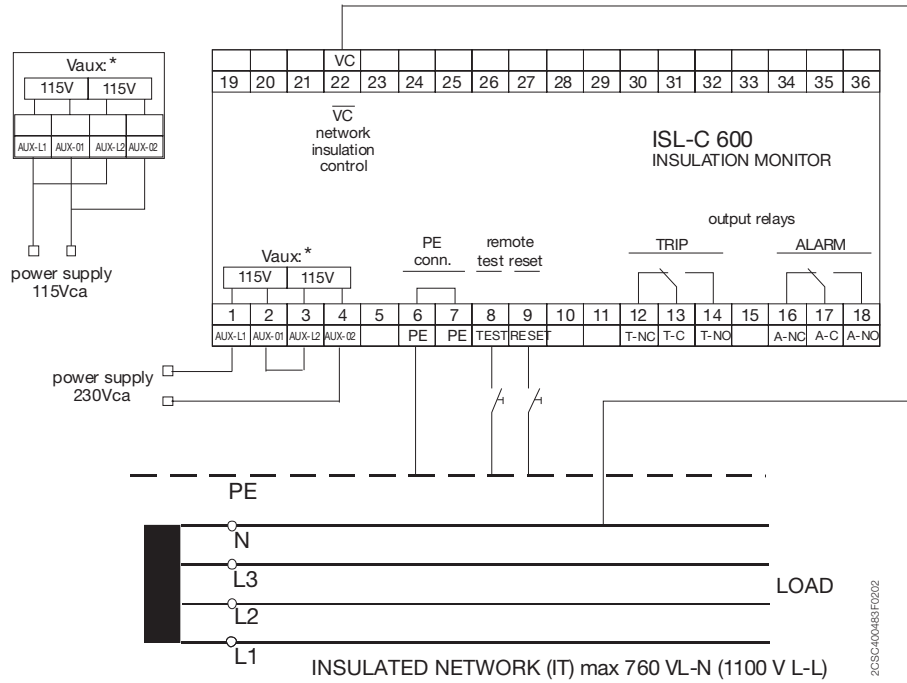 VC
19 20 21 22 23 24 25 26 27 28 29 30 31 32 33 34 35 36
Vaux:*
115V 115V
AUX-L1 AUX-01 AUX-L2 AUX-02
power supply
115Vca
VC
network
insulation
control
ISL-C 600
INSULATION MONITOR
output relays
Vaux:*
115V 115V
PE
conn.
remote
test reset
TRIP
ALARM
1 2 3 4 5 6 7 8 9 10 11 12 13 14 15 16 17 18
AUX-L1 AUX-01 AUX-L2 AUX-02 PE PE TEST RESET T-NC T-C T-NO A-NC A-C A-NO
power supply
230Vca
PE
N
L3
L2
L1
LOAD
INSULATED NETWORK (IT) max 760 VL-N (1100 V L-L)
2CSC400483F0202